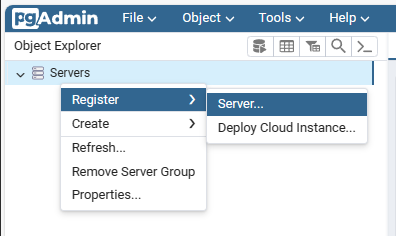 pgAdmin File Object Tools Help
Object Explorer
Servers
Register Server...
Create Deploy Cloud Instance...
Refresh...
Remove Server Group
Properties...